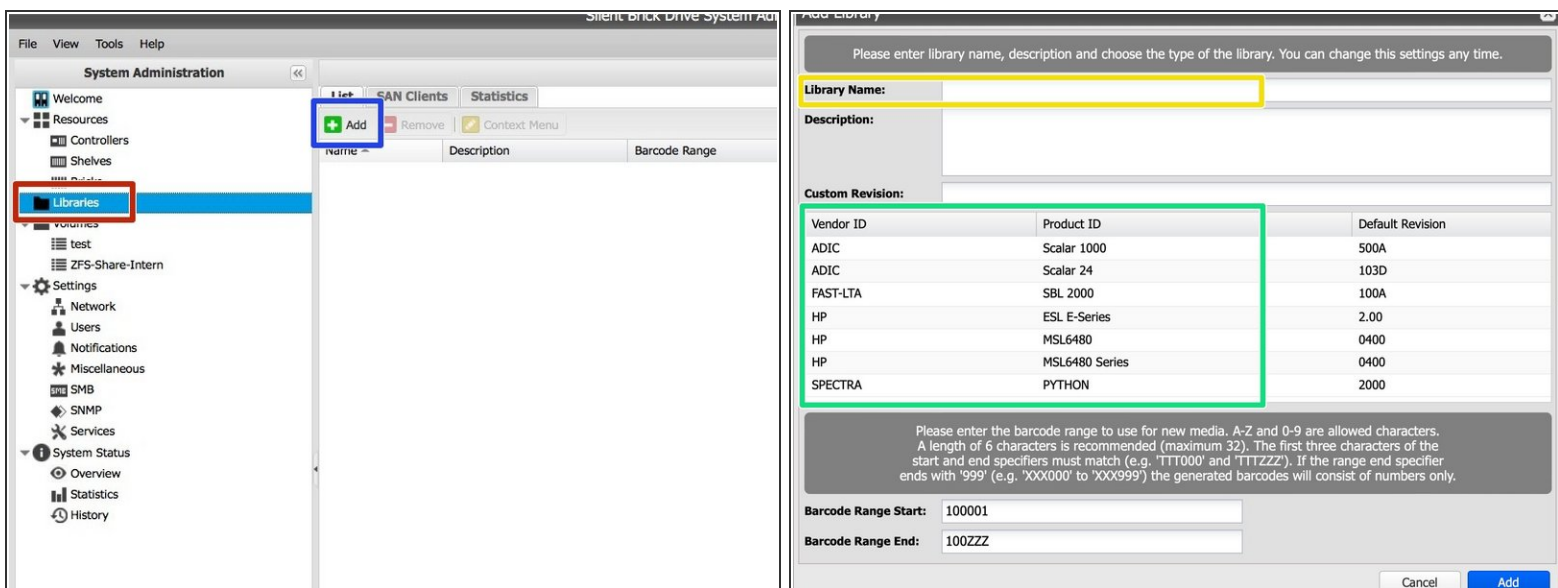 Silent Brick Drive System Ad
File View Tools Help
System Administration
Welcome
Resources
Controllers
Shelves
Bricks
Libraries
Volumes
test
ZFS-Share-Intern
Settings
Network
Users
Notifications
Miscellaneous
SME SMB
SNMP
Services
System Status
Overview
Statistics
History
List SAN Clients Statistics
Add Remove Context Menu
Name Description Barcode Range
Add Library
Please enter library name, description and choose the type of the library. You can change this settings any time.
Library Name:
Description:
Custom Revision:
Vendor ID Product ID Default Revision
ADIC Scalar 1000 500A
ADIC Scalar 24 103D
FAST-LTA SBL 2000 100A
HP ESL E-Series 2.00
HP MSL6480 0400
HP MSL6480 Series 0400
SPECTRA PYTHON 2000
Please enter the barcode range to use for new media. A-Z and 0-9 are allowed characters.
A length of 6 characters is recommended (maximum 32). The first three characters of the
start and end specifiers must match (e.g. 'TTT000' and 'TTTZZZ'). If the range end specifier
ends with '999' (e.g. 'XXX000' to 'XXX999') the generated barcodes will consist of numbers only.
Barcode Range Start: 100001
Barcode Range End: 100ZZZ
Cancel Add